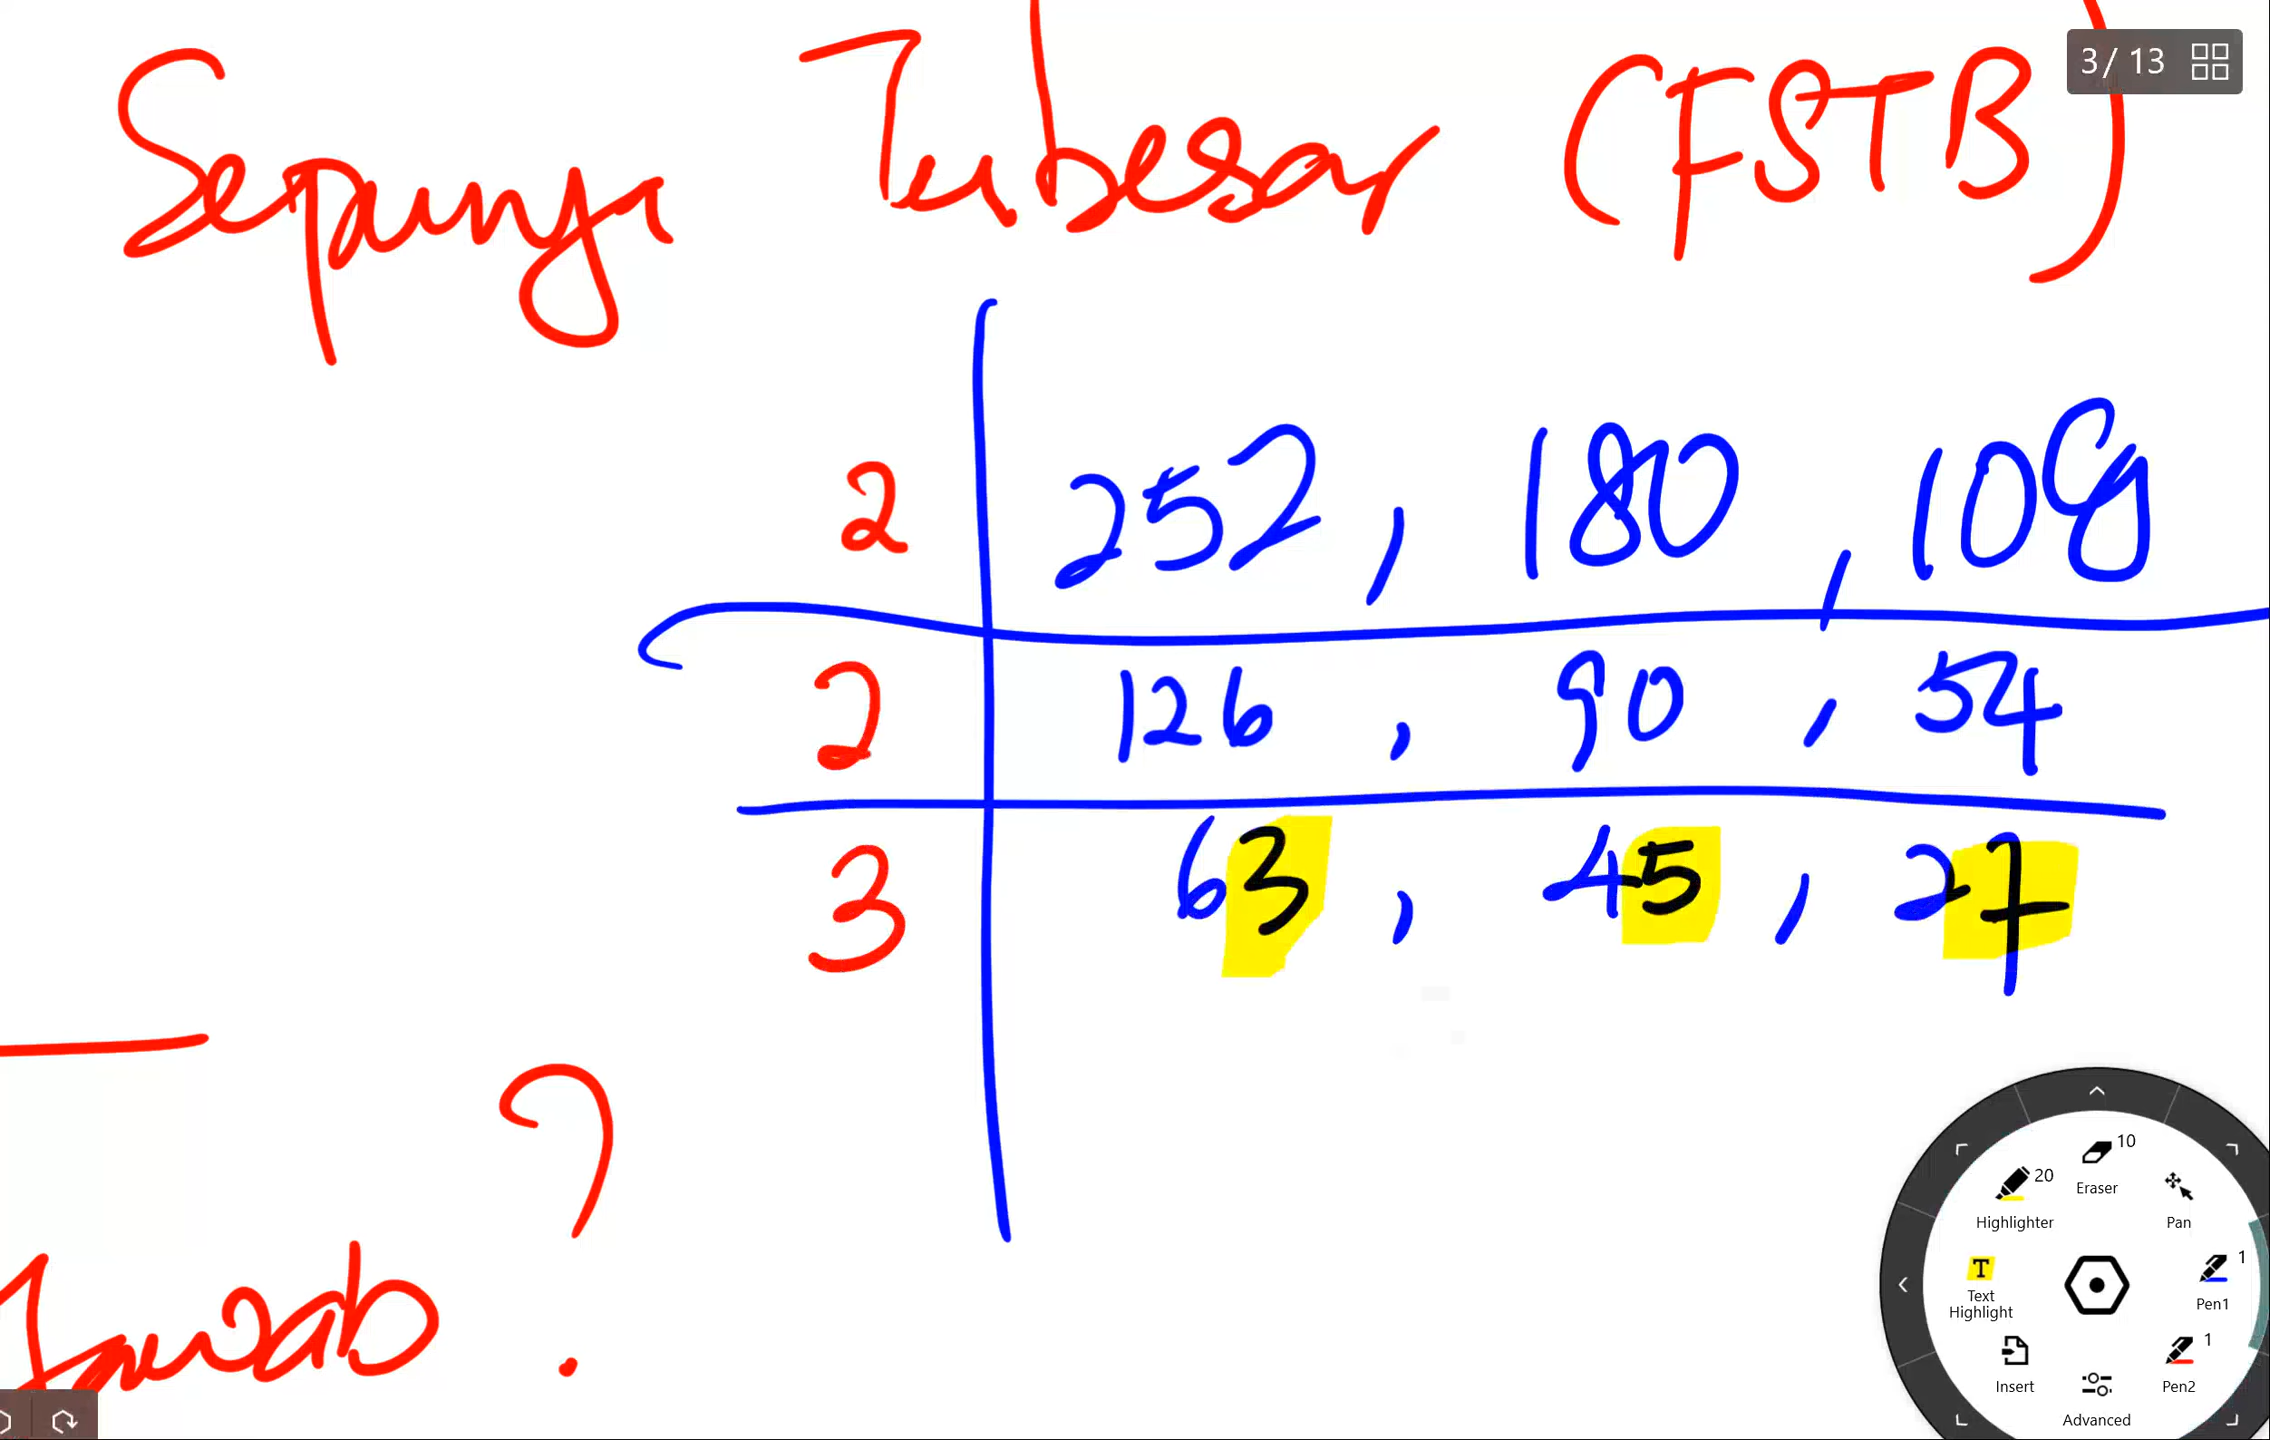 Sepunya Terbesar (FSTB)
3/ 13
2 252, 180, 108
2 126, 90, 54
3 63, 45, 27
?
Jawab
10
Eraser
20
Highlighter
Pan
T
Text
Highlight
1
Pen1
Insert
1
Pen2
Advanced